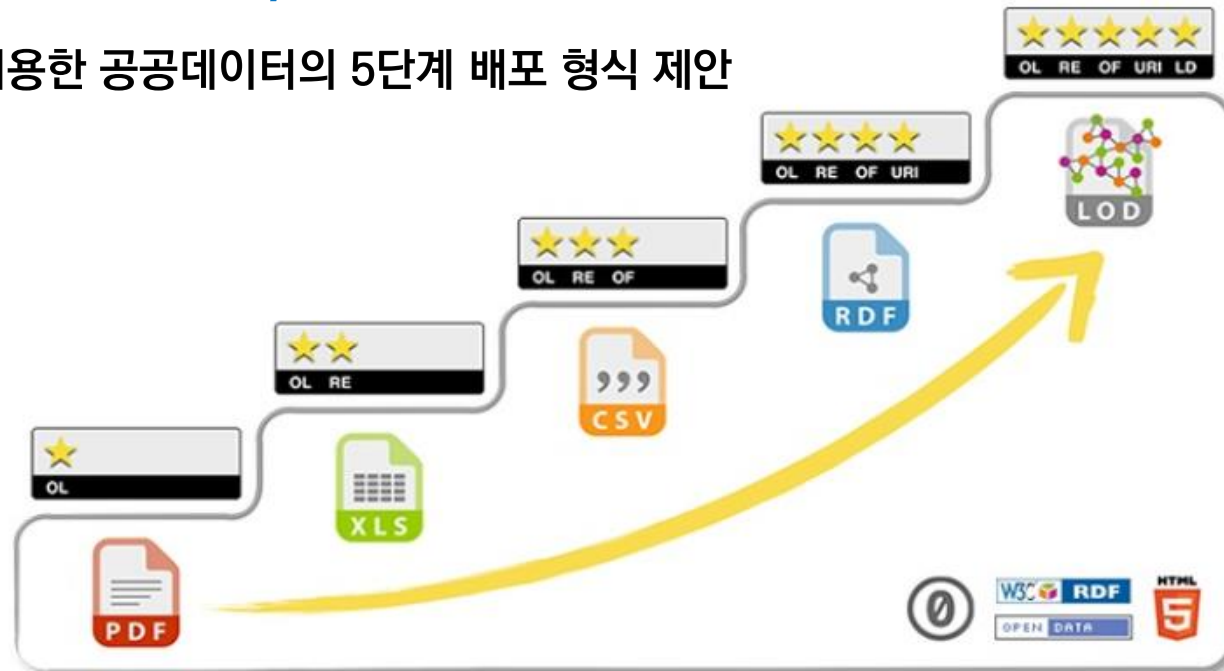 용한 공공데이터의 5단계 배포 형식 제안
OL RE OF URI LD
OL RE OF URI
LOD
OL RE OF
RDF
OL RE
,,,
CSV
OL
XLS
PDF
W3C RDF
OPEN DATA
HTML
5
0